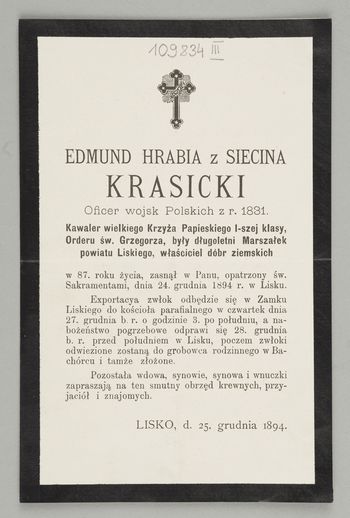 109834 III
EDMUND HRABIA z SIECINA
KRASICKI
Oficer wojsk Polskich z r. 1831.
Kawaler wielkiego Krzyża Papieskiego I-szej klasy,
Orderu św. Grzegorza, były długoletni Marszałek
powiatu Liskiego, właściciel dóbr ziemskich
w 87. roku życia, zasnął w Panu, opatrzony św.
Sakramentami, dnia 24. grudnia 1894 r. w Lisku.
Exportacya zwłok odbędzie się w Zamku
Liskiego do kościoła parafialnego w czwartek dnia
27. grudnia b. r. o godzinie 3. po południu, a na-
bożeństwo pogrzebowe odprawi się 28. grudnia
b. r. przed południem w Lisku, poczem zwłoki
odwiezione zostaną do grobowca rodzinnego w Ba-
chórcu i tamże złożone.
Pozostała wdowa, synowie, synowa i wnuczki
zapraszają na ten smutny obrzęd krewnych, przy-
jaciół i znajomych.
LISKO, d. 25. grudnia 1894.